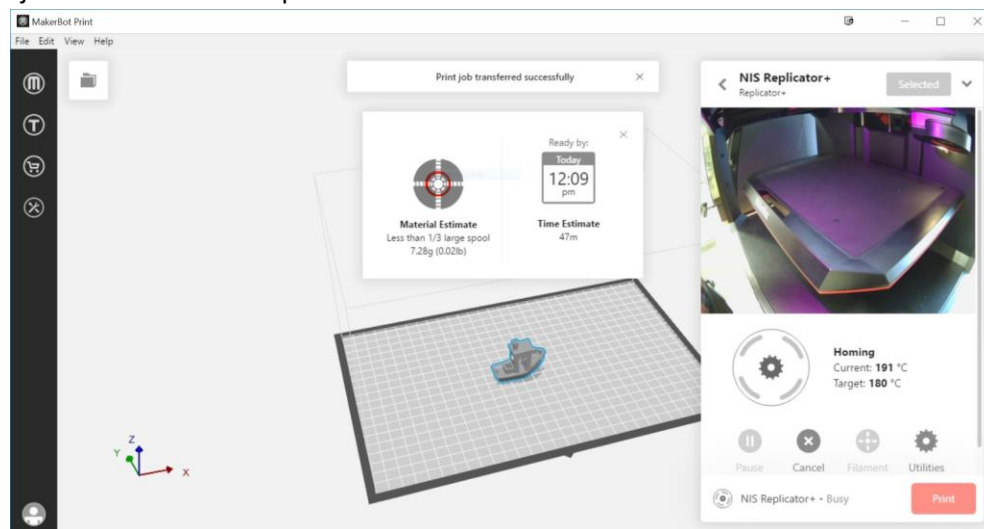 MakerBot Print
File Edit View Help
Print job transferred successfully
Ready by:
Today
12:09
pm
Material Estimate
Less than 1/3 large spool
7.28g (0.02lb)
Time Estimate
47m
NIS Replicator+
Replicator+
Selected
Homing
Current: 191 °C
Target: 180 °C
Pause Cancel Filament Utilities
NIS Replicator+ • Busy
Print
Z
Y
X